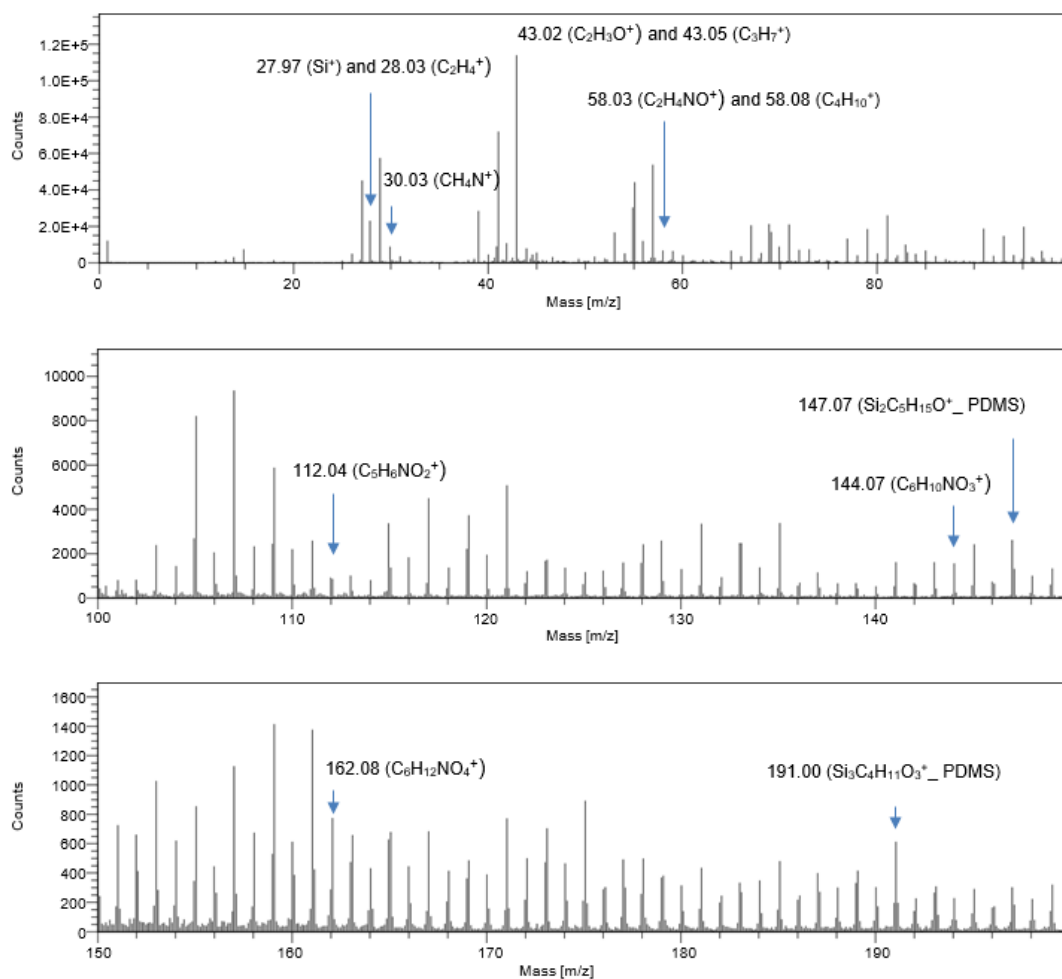 43.02 (C₂H₃O⁺) and 43.05 (C₃H₇⁺)
27.97 (Si⁺) and 28.03 (C₂H₄⁺)
58.03 (C₂H₄NO⁺) and 58.08 (C₄H₁₀⁺)
30.03 (CH₄N⁺)
Counts
1.2E+5
1.0E+5
8.0E+4
6.0E+4
4.0E+4
2.0E+4
0
0 20 40 60 80
Mass [m/z]
147.07 (Si₂C₅H₁₅O⁺_ PDMS)
112.04 (C₅H₆NO₂⁺)
144.07 (C₆H₁₀NO₃⁺)
Counts
10000
8000
6000
4000
2000
0
100 110 120 130 140
Mass [m/z]
162.08 (C₆H₁₂NO₄⁺)
191.00 (Si₃C₄H₁₁O₃⁺_ PDMS)
Counts
1600
1400
1200
1000
800
600
400
200
0
150 160 170 180 190
Mass [m/z]